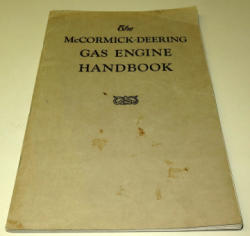 The
McCORMICK-DEERING
GAS ENGINE
HANDBOOK